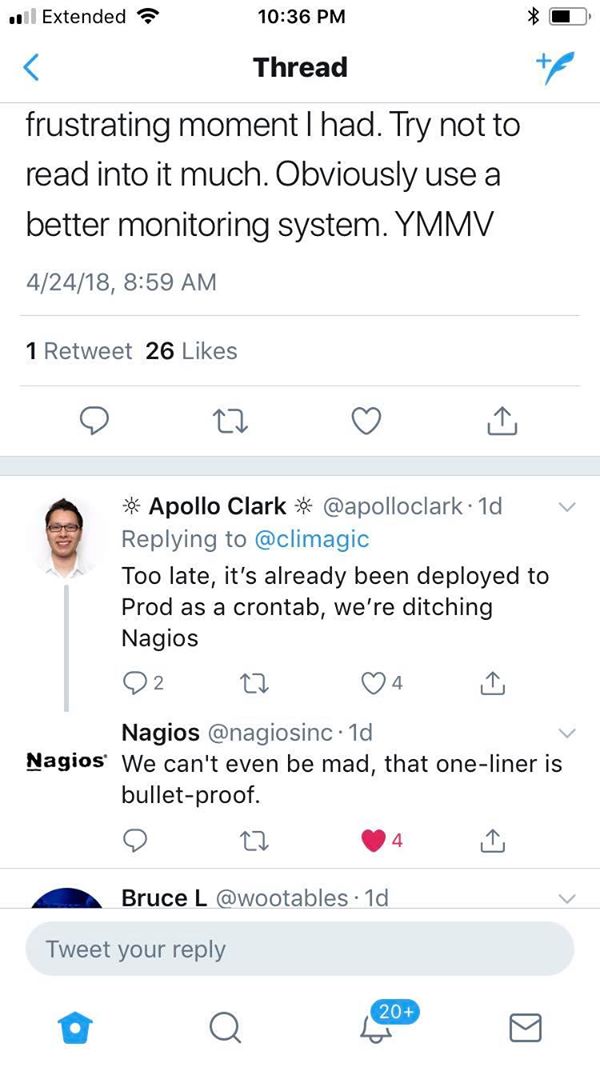 Extended 10:36 PM
Thread
frustrating moment I had. Try not to
read into it much. Obviously use a
better monitoring system. YMMV
4/24/18, 8:59 AM
1 Retweet 26 Likes
☼ Apollo Clark ☼ @apolloclark · 1d
Replying to @climagic
Too late, it’s already been deployed to
Prod as a crontab, we’re ditching
Nagios
2 4
Nagios @nagiosinc · 1d
Nagios®
We can't even be mad, that one-liner is
bullet-proof.
4
Bruce L @wootables · 1d
Tweet your reply
20+